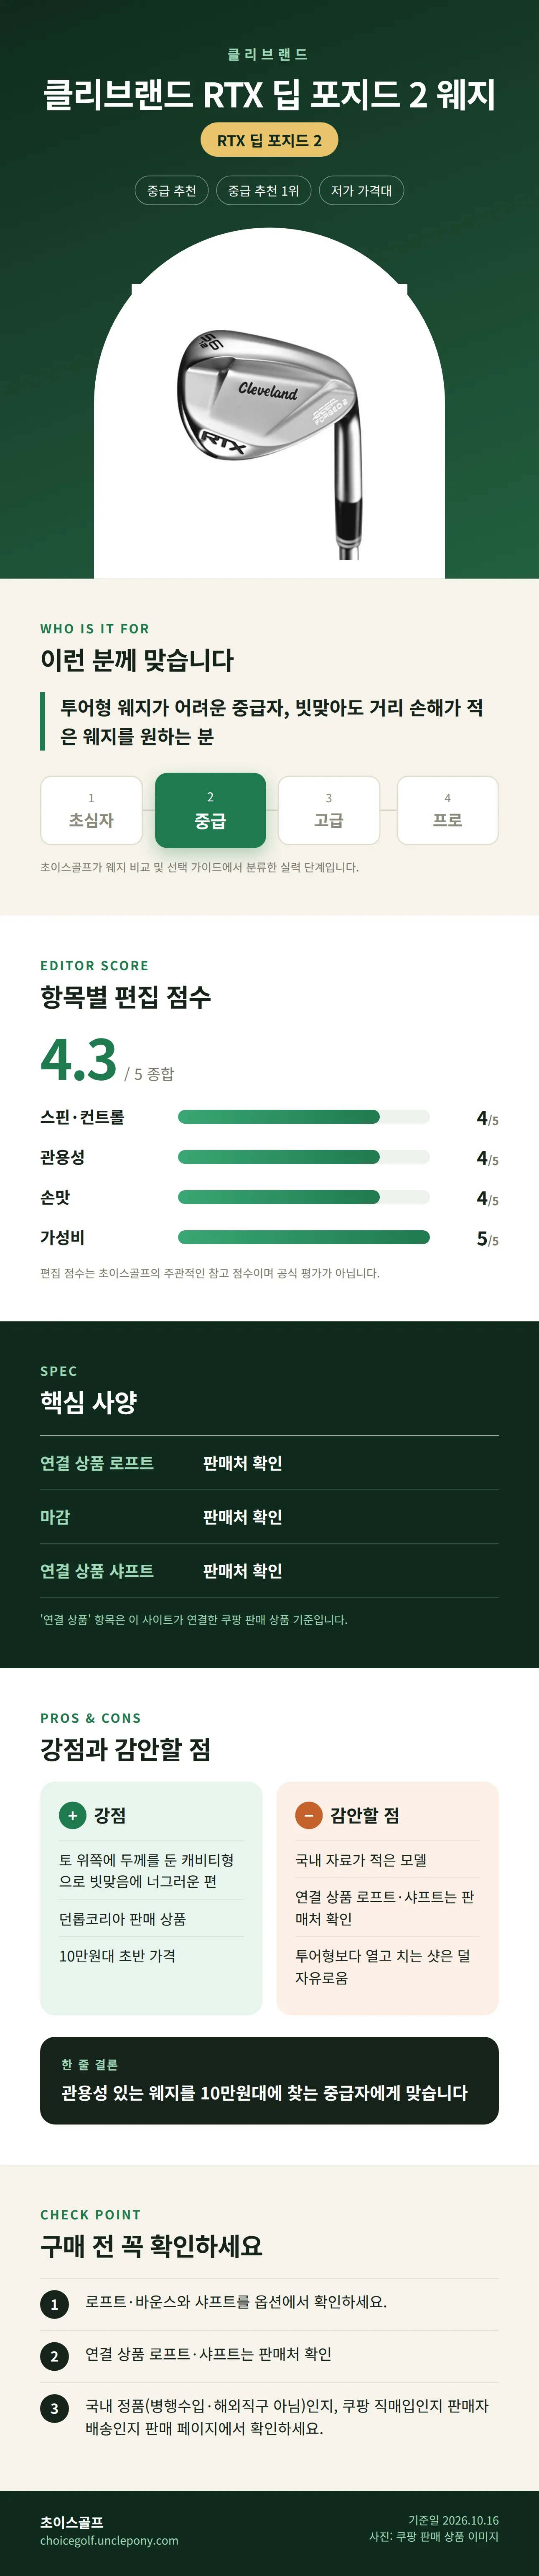 클리브랜드
클리브랜드 RTX 딥 포지드 2 웨지
RTX 딥 포지드 2
중급 추천
중급 추천 1위
저가 가격대
Cleveland
FORGED 2
RTX
WHO IS IT FOR
이런 분께 맞습니다
투어형 웨지가 어려운 중급자, 빗맞아도 거리 손해가 적
은 웨지를 원하는 분
1
초심자
2
중급
3
고급
4
프로
초이스골프가 웨지 비교 및 선택 가이드에서 분류한 실력 단계입니다.
EDITOR SCORE
항목별 편집 점수
4.3 / 5 종합
스핀·컨트롤 4/5
관용성 4/5
손맛 4/5
가성비 5/5
편집 점수는 초이스골프의 주관적인 참고 점수이며 공식 평가가 아닙니다.
SPEC
핵심 사양
연결 상품 로프트 판매처 확인
마감 판매처 확인
연결 상품 샤프트 판매처 확인
'연결 상품' 항목은 이 사이트가 연결한 쿠팡 판매 상품 기준입니다.
PROS & CONS
강점과 감안할 점
+ 강점
토 위쪽에 두께를 둔 캐비티형
으로 빗맞음에 너그러운 편
던롭코리아 판매 상품
10만원대 초반 가격
− 감안할 점
국내 자료가 적은 모델
연결 상품 로프트·샤프트는 판
매처 확인
투어형보다 열고 치는 샷은 덜
자유로움
한 줄 결론
관용성 있는 웨지를 10만원대에 찾는 중급자에게 맞습니다
CHECK POINT
구매 전 꼭 확인하세요
1 로프트·바운스와 샤프트를 옵션에서 확인하세요.
2 연결 상품 로프트·샤프트는 판매처 확인
3 국내 정품(병행수입·해외직구 아님)인지, 쿠팡 직매입인지 판매자
배송인지 판매 페이지에서 확인하세요.
초이스골프
choicegolf.unclepony.com
기준일 2026.10.16
사진: 쿠팡 판매 상품 이미지